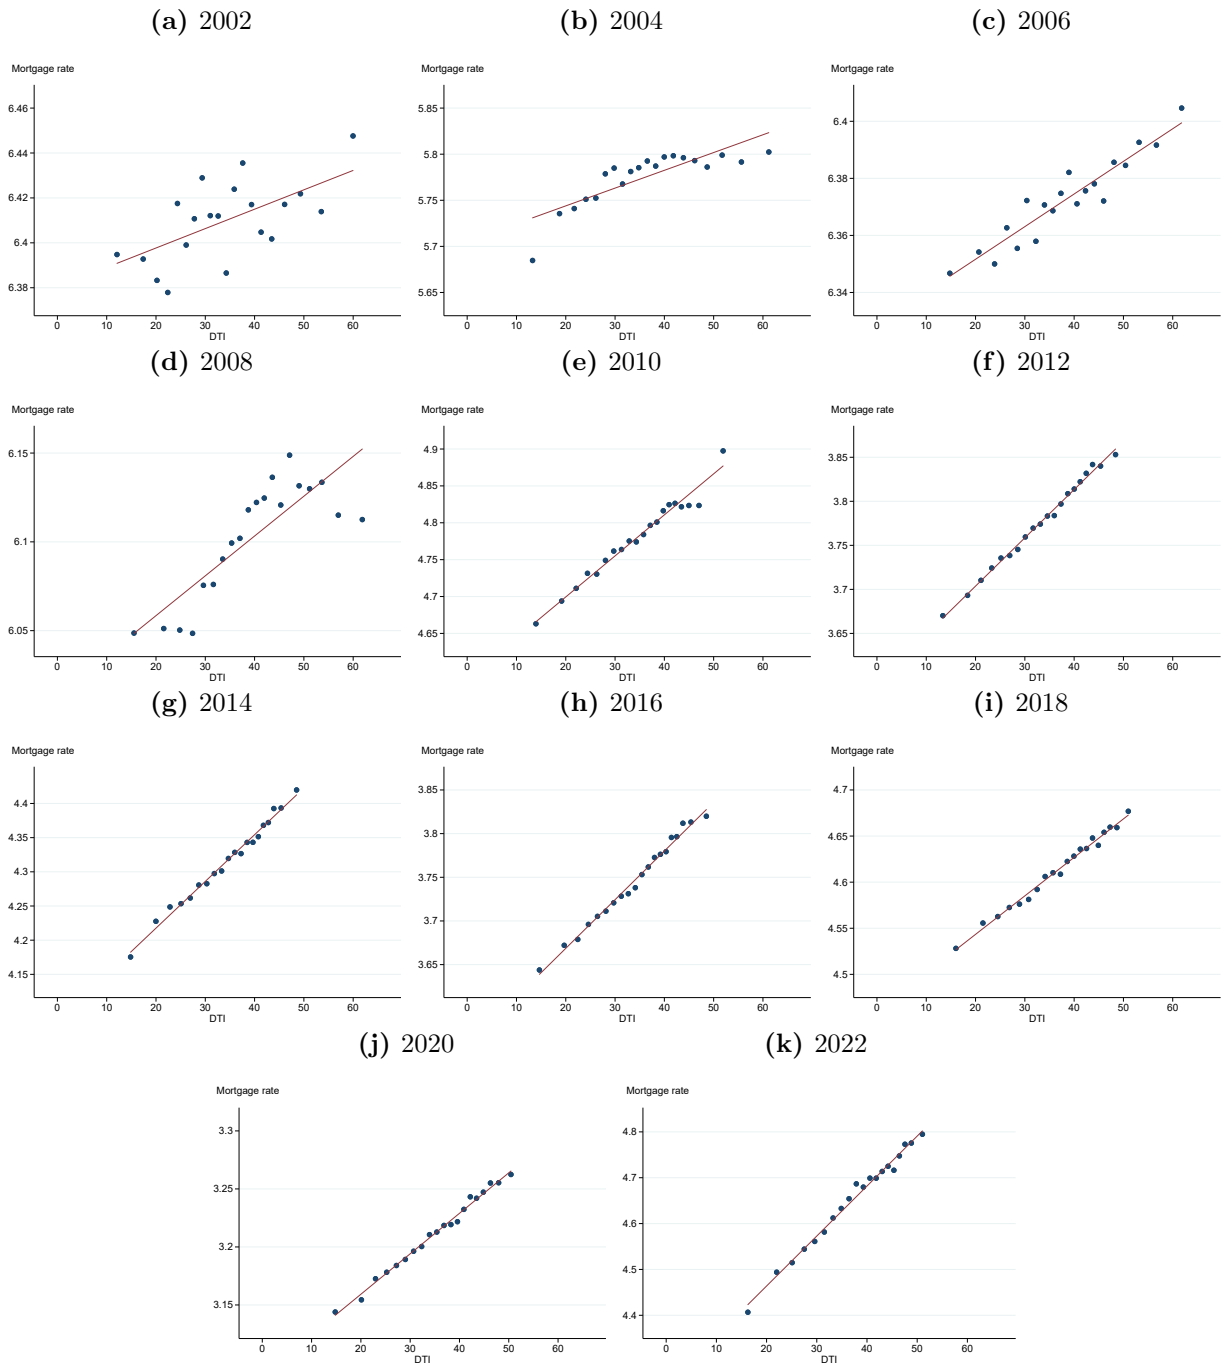 (a) 2002
(b) 2004
(c) 2006
Mortgage rate
Mortgage rate
Mortgage rate
6.46
6.44
6.42
6.4
6.38
0 10 20 30 40 50 60
DTI
5.85
5.8
5.75
5.7
5.65
0 10 20 30 40 50 60
DTI
6.4
6.38
6.36
6.34
0 10 20 30 40 50 60
DTI
(d) 2008
(e) 2010
(f) 2012
Mortgage rate
Mortgage rate
Mortgage rate
6.15
6.1
6.05
0 10 20 30 40 50 60
DTI
4.9
4.85
4.8
4.75
4.7
4.65
0 10 20 30 40 50 60
DTI
3.85
3.8
3.75
3.7
3.65
0 10 20 30 40 50 60
DTI
(g) 2014
(h) 2016
(i) 2018
Mortgage rate
Mortgage rate
Mortgage rate
4.4
4.35
4.3
4.25
4.2
4.15
0 10 20 30 40 50 60
DTI
3.85
3.8
3.75
3.7
3.65
0 10 20 30 40 50 60
DTI
4.7
4.65
4.6
4.55
4.5
0 10 20 30 40 50 60
DTI
(j) 2020
(k) 2022
Mortgage rate
Mortgage rate
3.3
3.25
3.2
3.15
0 10 20 30 40 50 60
DTI
4.8
4.7
4.6
4.5
4.4
0 10 20 30 40 50 60
DTI